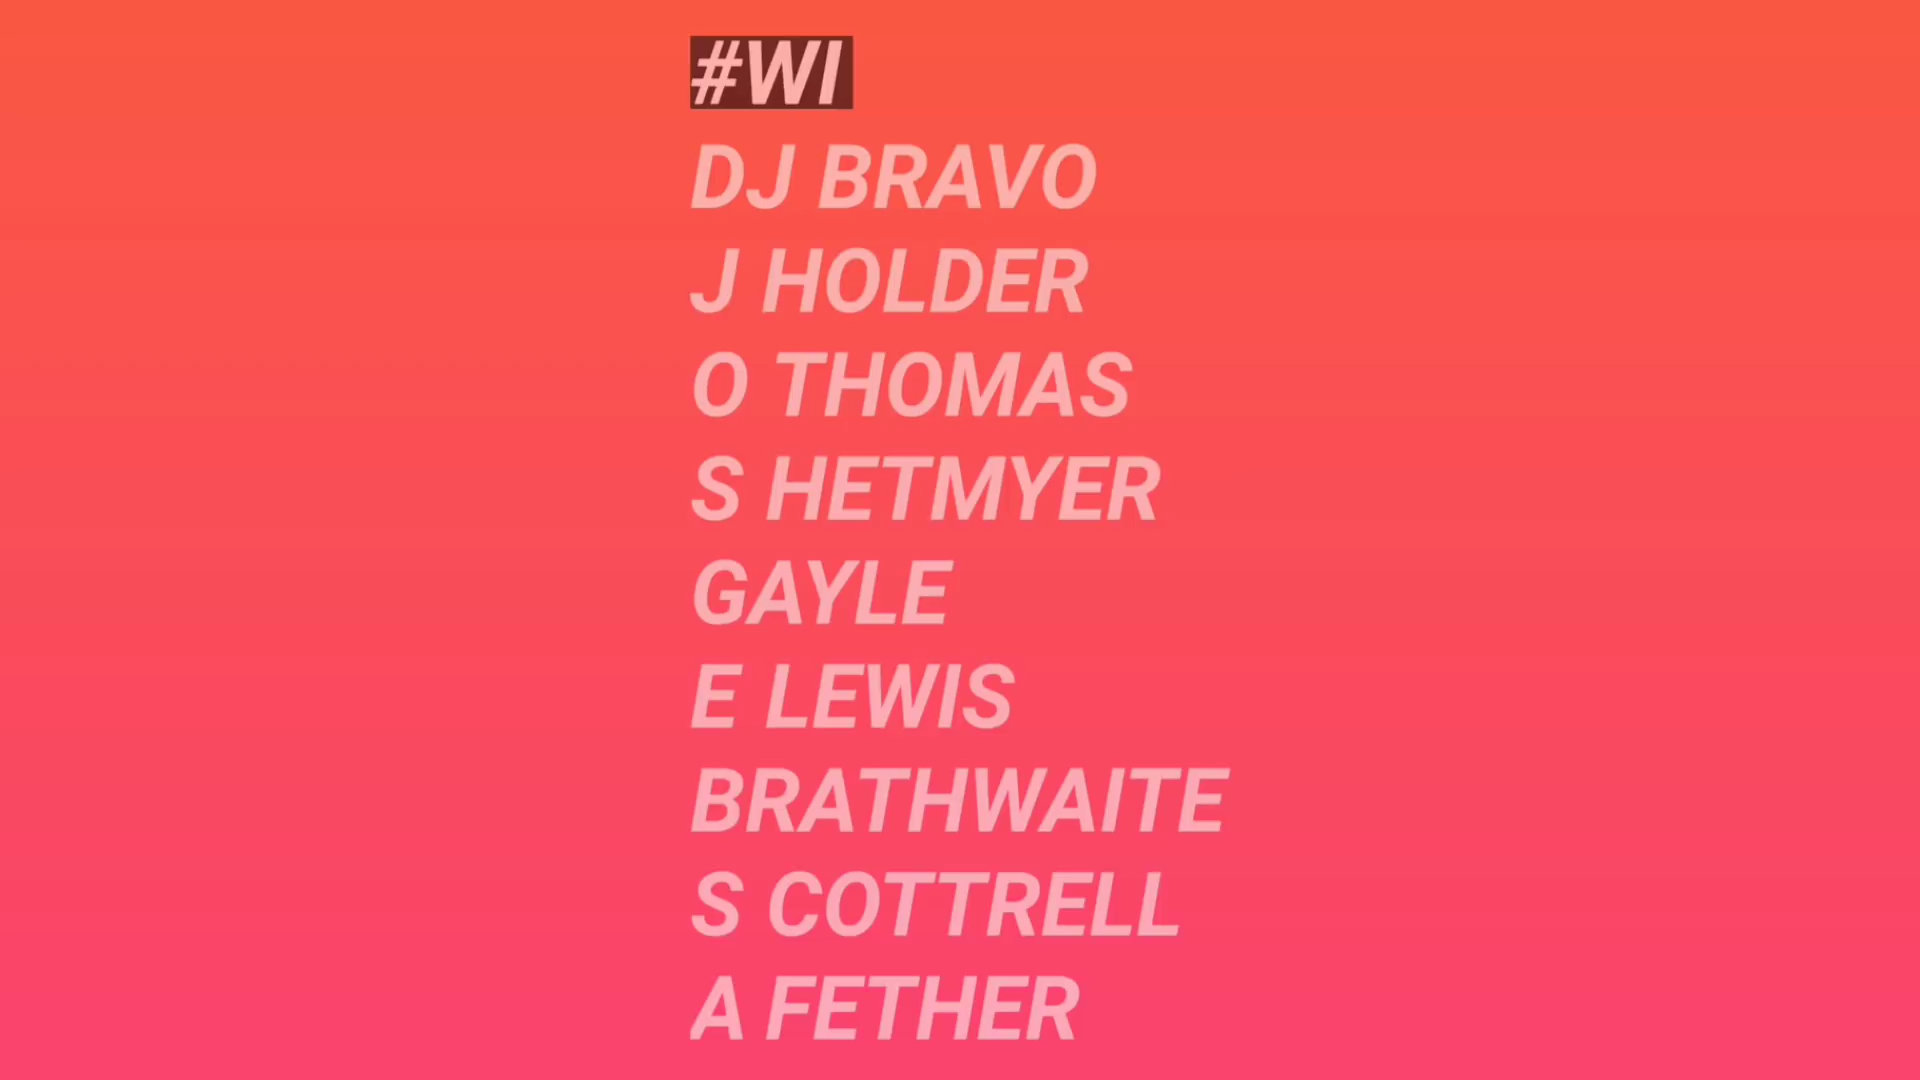 #WI
DJ BRAVO
J HOLDER
O THOMAS
S HETMYER
GAYLE
E LEWIS
BRATHWAITE
S COTTRELL
A FETHER